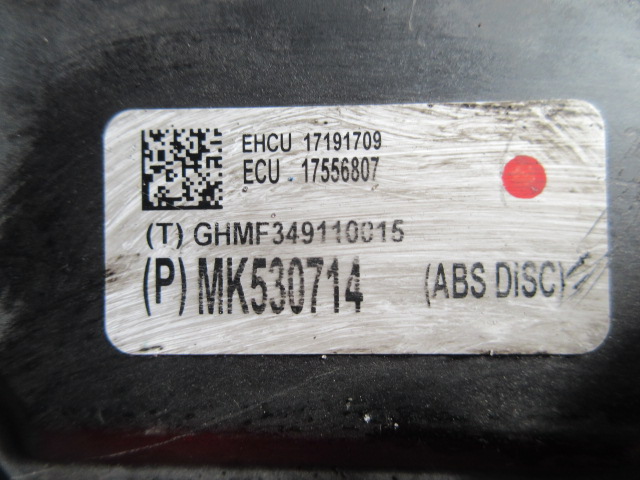 EHCU 17191709
ECU . 17556807
(T) GHMF349110015
(P) MK530714 (ABS DiSC)